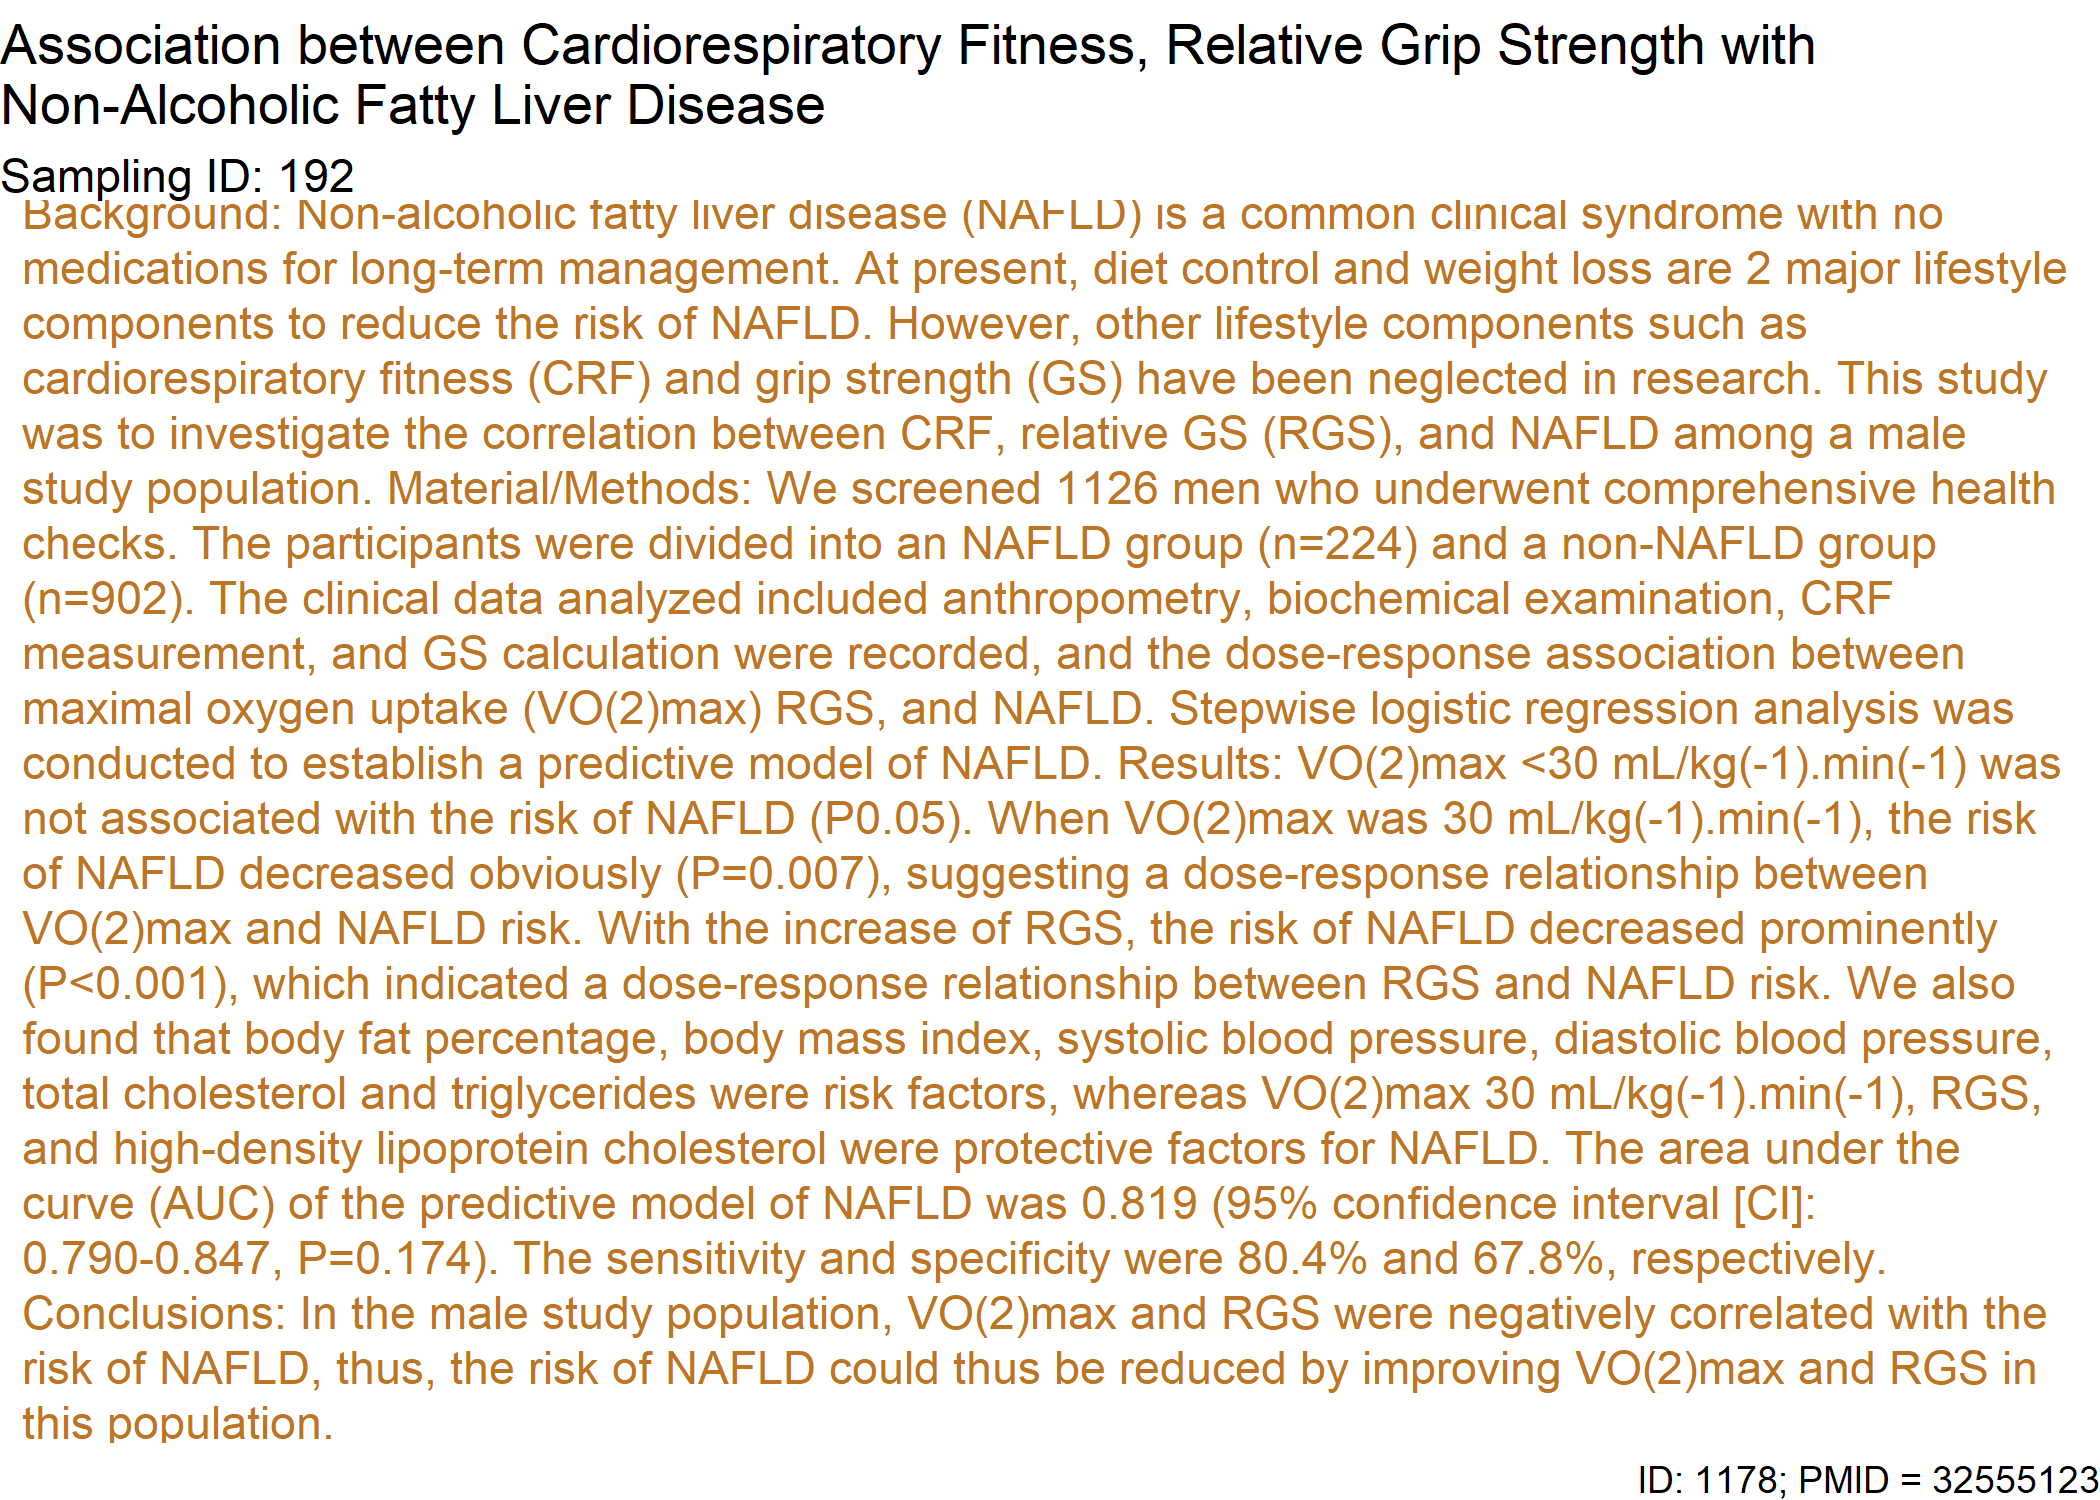 Association between Cardiorespiratory Fitness, Relative Grip Strength with
Non-Alcoholic Fatty Liver Disease
Sampling ID: 192
Background: Non-alcoholic fatty liver disease (NAFLD) is a common clinical syndrome with no
medications for long-term management. At present, diet control and weight loss are 2 major lifestyle
components to reduce the risk of NAFLD. However, other lifestyle components such as
cardiorespiratory fitness (CRF) and grip strength (GS) have been neglected in research. This study
was to investigate the correlation between CRF, relative GS (RGS), and NAFLD among a male
study population. Material/Methods: We screened 1126 men who underwent comprehensive health
checks. The participants were divided into an NAFLD group (n=224) and a non-NAFLD group
(n=902). The clinical data analyzed included anthropometry, biochemical examination, CRF
measurement, and GS calculation were recorded, and the dose-response association between
maximal oxygen uptake (VO(2)max) RGS, and NAFLD. Stepwise logistic regression analysis was
conducted to establish a predictive model of NAFLD. Results: VO(2)max <30 mL/kg(-1).min(-1) was
not associated with the risk of NAFLD (P0.05). When VO(2)max was 30 mL/kg(-1).min(-1), the risk
of NAFLD decreased obviously (P=0.007), suggesting a dose-response relationship between
VO(2)max and NAFLD risk. With the increase of RGS, the risk of NAFLD decreased prominently
(P<0.001), which indicated a dose-response relationship between RGS and NAFLD risk. We also
found that body fat percentage, body mass index, systolic blood pressure, diastolic blood pressure,
total cholesterol and triglycerides were risk factors, whereas VO(2)max 30 mL/kg(-1).min(-1), RGS,
and high-density lipoprotein cholesterol were protective factors for NAFLD. The area under the
curve (AUC) of the predictive model of NAFLD was 0.819 (95% confidence interval [CI]:
0.790-0.847, P=0.174). The sensitivity and specificity were 80.4% and 67.8%, respectively.
Conclusions: In the male study population, VO(2)max and RGS were negatively correlated with the
risk of NAFLD, thus, the risk of NAFLD could thus be reduced by improving VO(2)max and RGS in
this population.
ID: 1178; PMID = 32555123